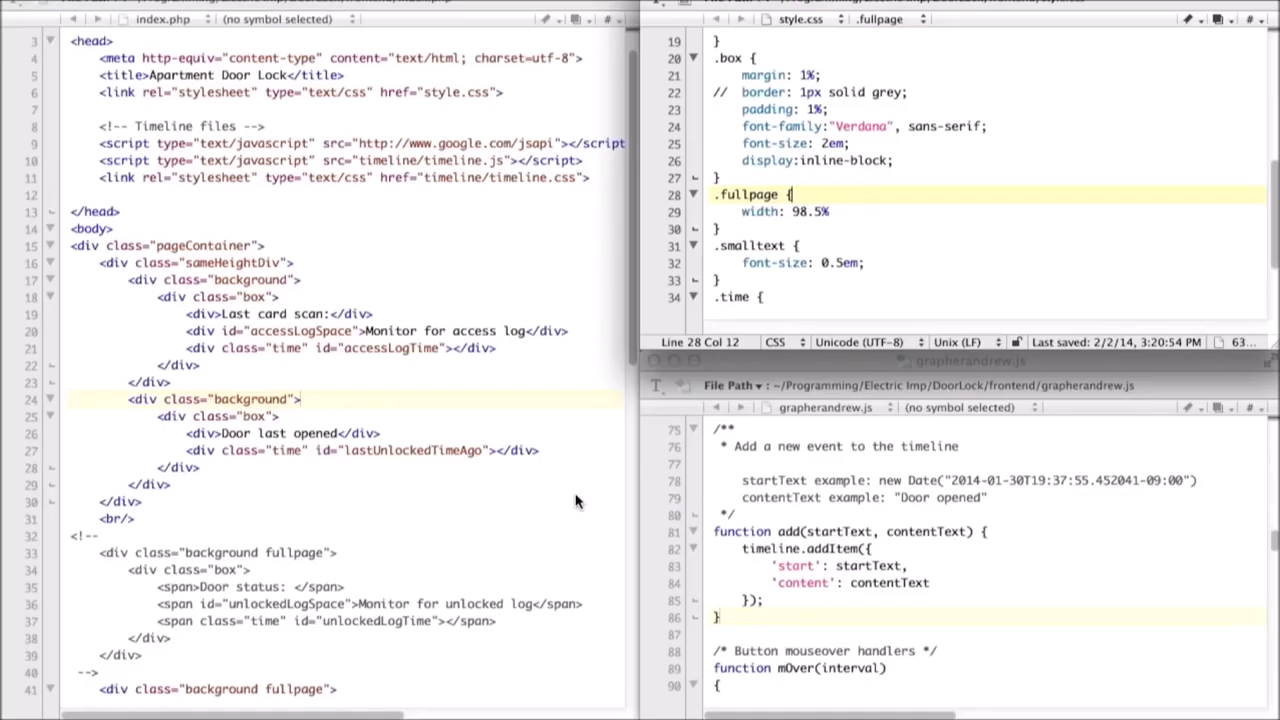 index.php (no symbol selected) #
3 <head>
4 <meta http-equiv="content-type" content="text/html; charset=utf-8">
5 <title>Apartment Door Lock</title>
6 <link rel="stylesheet" type="text/css" href="style.css">
7
8 <!-- Timeline files -->
9 <script type="text/javascript" src="http://www.google.com/jsapi"></script
10 <script type="text/javascript" src="timeline/timeline.js"></script>
11 <link rel="stylesheet" type="text/css" href="timeline/timeline.css">
12
13 </head>
14 <body>
15 <div class="pageContainer">
16 <div class="sameHeightDiv">
17 <div class="background">
18 <div class="box">
19 <div>Last card scan:</div>
20 <div id="accessLogSpace">Monitor for access log</div>
21 <div class="time" id="accessLogTime"></div>
22 </div>
23 </div>
24 <div class="background">
25 <div class="box">
26 <div>Door last opened</div>
27 <div class="time" id="lastUnlockedTimeAgo"></div>
28 </div>
29 </div>
30 </div>
31 <br/>
32 <!--
33 <div class="background fullpage">
34 <div class="box">
35 <span>Door status: </span>
36 <span id="unlockedLogSpace">Monitor for unlocked log</span>
37 <span class="time" id="unlockedLogTime"></span>
38 </div>
39 </div>
40 -->
41 <div class="background fullpage">
style.css .fullpage #
19 }
20 .box {
21 margin: 1%;
22 // border: 1px solid grey;
23 padding: 1%;
24 font-family:"Verdana", sans-serif;
25 font-size: 2em;
26 display:inline-block;
27 }
28 .fullpage {
29 width: 98.5%
30 }
31 .smalltext {
32 font-size: 0.5em;
33 }
34 .time {
Line 28 Col 12 CSS Unicode (UTF-8) Unix (LF) Last saved: 2/2/14, 3:20:54 PM 63...
grapherandrew.js
File Path ▾ : ~/Programming/Electric Imp/DoorLock/frontend/grapherandrew.js
grapherandrew.js (no symbol selected) #
75 /**
76 * Add a new event to the timeline
77
78 startText example: new Date("2014-01-30T19:37:55.452041-09:00")
79 contentText example: "Door opened"
80 */
81 function add(startText, contentText) {
82 timeline.addItem({
83 'start': startText,
84 'content': contentText
85 });
86 }
87
88 /* Button mouseover handlers */
89 function mOver(interval)
90 {